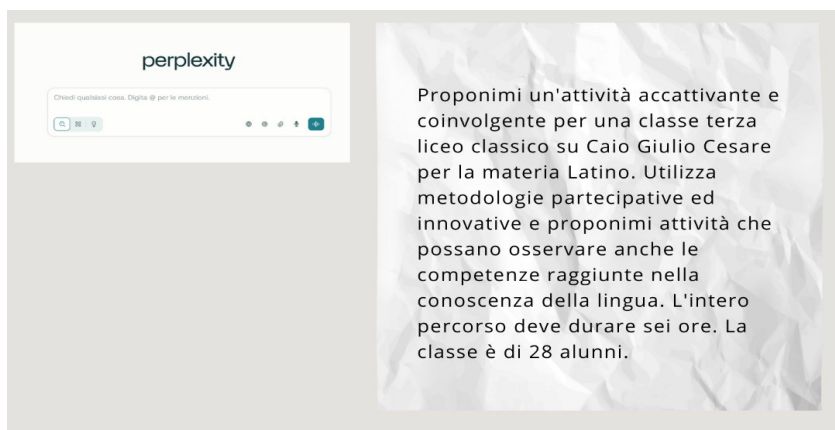 perplexity
Chiedi qualsiasi cosa. Digita @ per le menzioni.
Proponimi un'attività accattivante e
coinvolgente per una classe terza
liceo classico su Caio Giulio Cesare
per la materia Latino. Utilizza
metodologie partecipative ed
innovative e proponimi attività che
possano osservare anche le
competenze raggiunte nella
conoscenza della lingua. L'intero
percorso deve durare sei ore. La
classe è di 28 alunni.